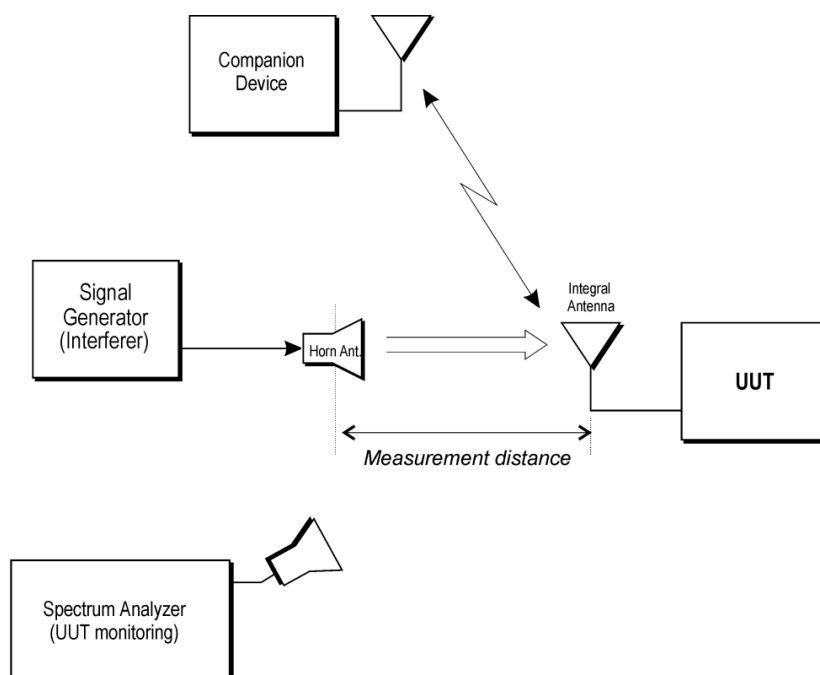 Companion
Device
Signal
Generator
(Interferer)
Horn Ant.
Integral
Antenna
UUT
Measurement distance
Spectrum Analyzer
(UUT monitoring)